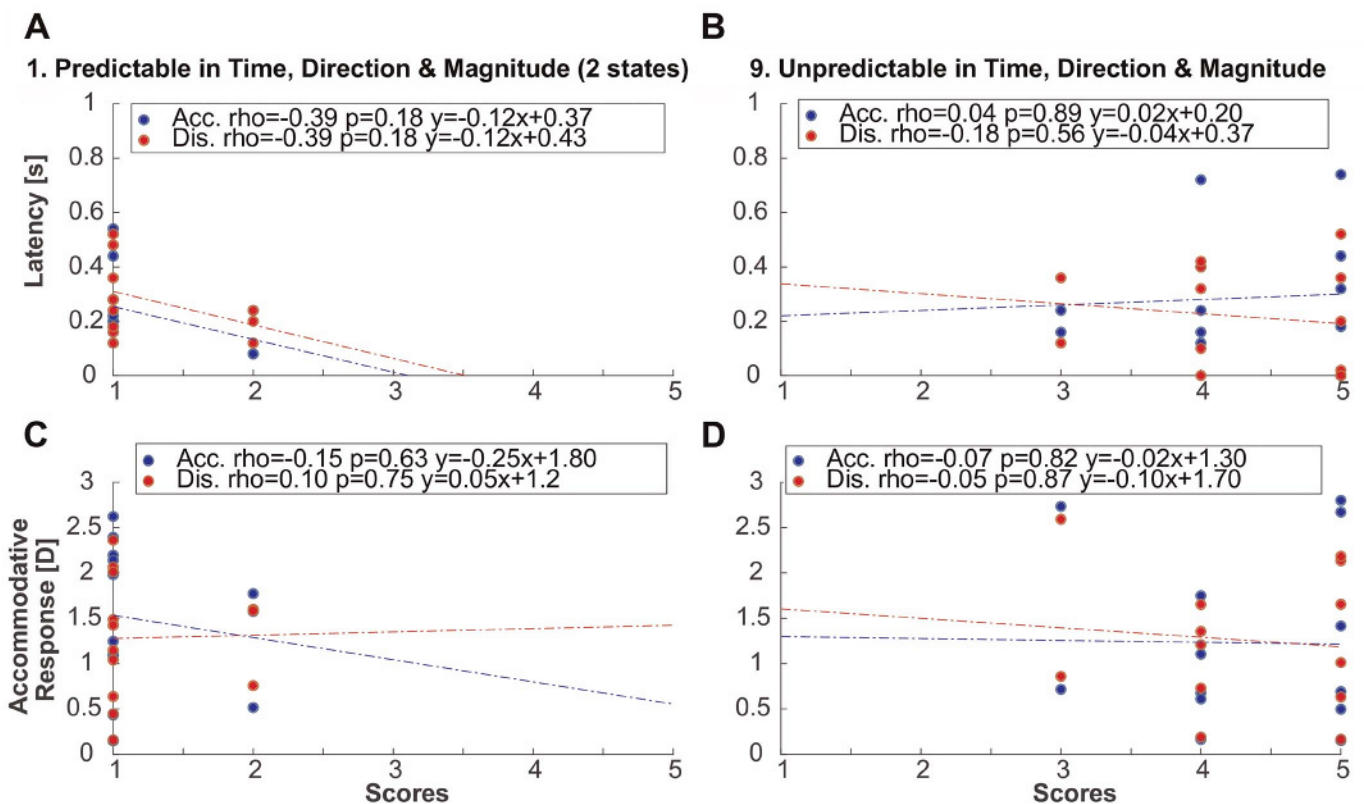 A
B
1. Predictable in Time, Direction & Magnitude (2 states)
9. Unpredictable in Time, Direction & Magnitude
Acc. rho=-0.39 p=0.18 y=-0.12x+0.37
Dis. rho=-0.39 p=0.18 y=-0.12x+0.43
Latency [s]
1
0.8
0.6
0.4
0.2
0
1 2 3 4 5
Acc. rho=0.04 p=0.89 y=0.02x+0.20
Dis. rho=-0.18 p=0.56 y=-0.04x+0.37
1
0.8
0.6
0.4
0.2
0
1 2 3 4 5
C
D
Acc. rho=-0.15 p=0.63 y=-0.25x+1.80
Dis. rho=0.10 p=0.75 y=0.05x+1.2
Accommodative
Response [D]
3
2.5
2
1.5
1
0.5
0
1 2 3 4 5
Scores
Acc. rho=-0.07 p=0.82 y=-0.02x+1.30
Dis. rho=-0.05 p=0.87 y=-0.10x+1.70
3
2.5
2
1.5
1
0.5
0
1 2 3 4 5
Scores